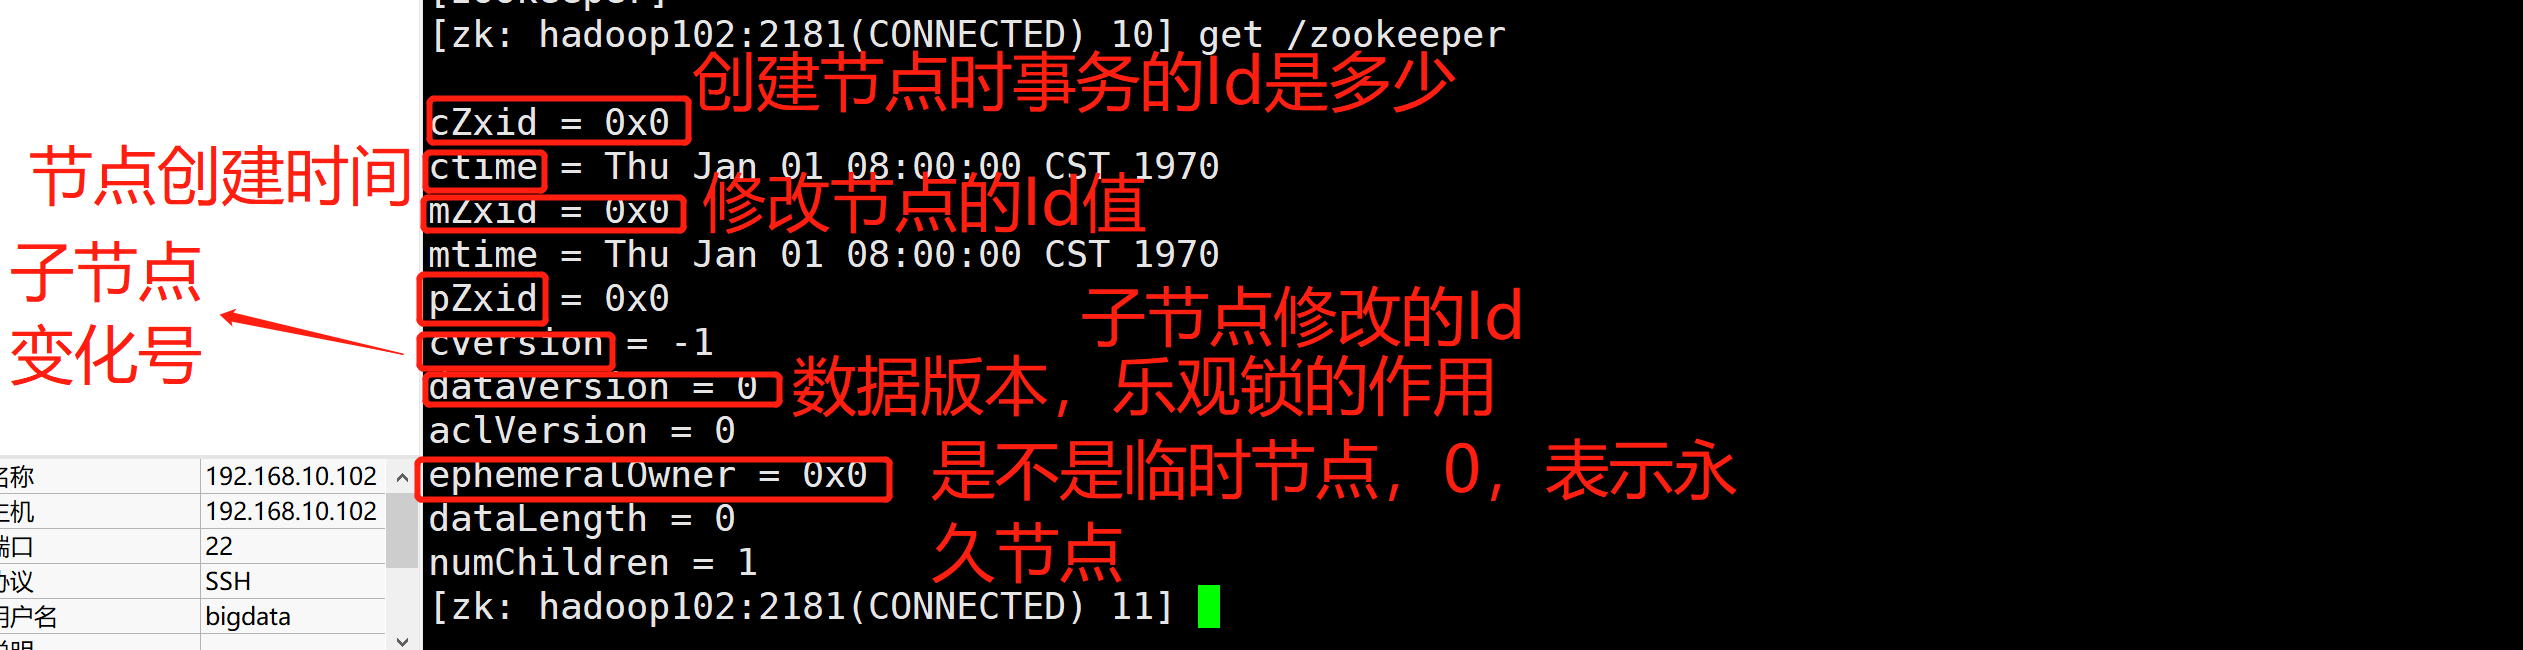 [zookeeper]
[zk: hadoop102:2181(CONNECTED) 10] get /zookeeper
创建节点时事务的Id是多少
cZxid = 0x0
节点创建时间
ctime = Thu Jan 01 08:00:00 CST 1970
mZxid = 0x0
修改节点的Id值
mtime = Thu Jan 01 08:00:00 CST 1970
子节点
变化号
pZxid = 0x0
子节点修改的Id
cversion = -1
dataVersion = 0
数据版本，乐观锁的作用
aclVersion = 0
ephemeralOwner = 0x0
是不是临时节点，0，表示永
久节点
dataLength = 0
numChildren = 1
[zk: hadoop102:2181(CONNECTED) 11]
名称 192.168.10.102
主机 192.168.10.102
端口 22
协议 SSH
用户名 bigdata
说明